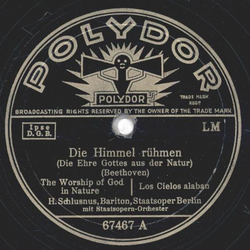 POLYDOR
TRADE MARK
6807
POLYDOR
BROADCASTING RIGHTS RESERVED BY THE OWNER OF THE TRADE MARK
Ipse
D.G.B.
LM
Die Himmel rühmen
(Die Ehre Gottes aus der Natur)
(Beethoven)
The Worship of God
in Nature
Los Cielos alaban
H. Schlusnus, Bariton, Staatsoper Berlin
mit Staatsopern-Orchester
67467 A